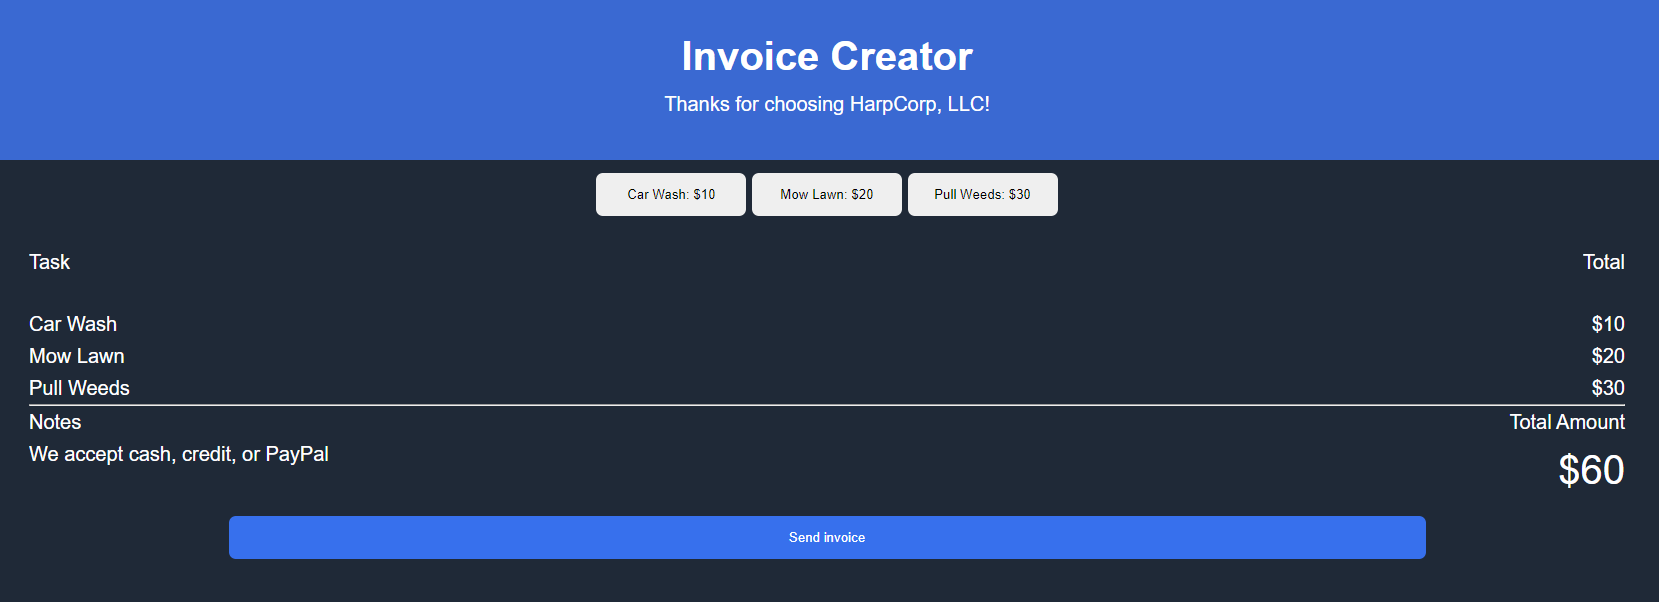 Invoice Creator
Thanks for choosing HarpCorp, LLC!
Car Wash: $10 Mow Lawn: $20 Pull Weeds: $30
Task Total
Car Wash $10
Mow Lawn $20
Pull Weeds $30
Notes Total Amount
We accept cash, credit, or PayPal $60
Send invoice